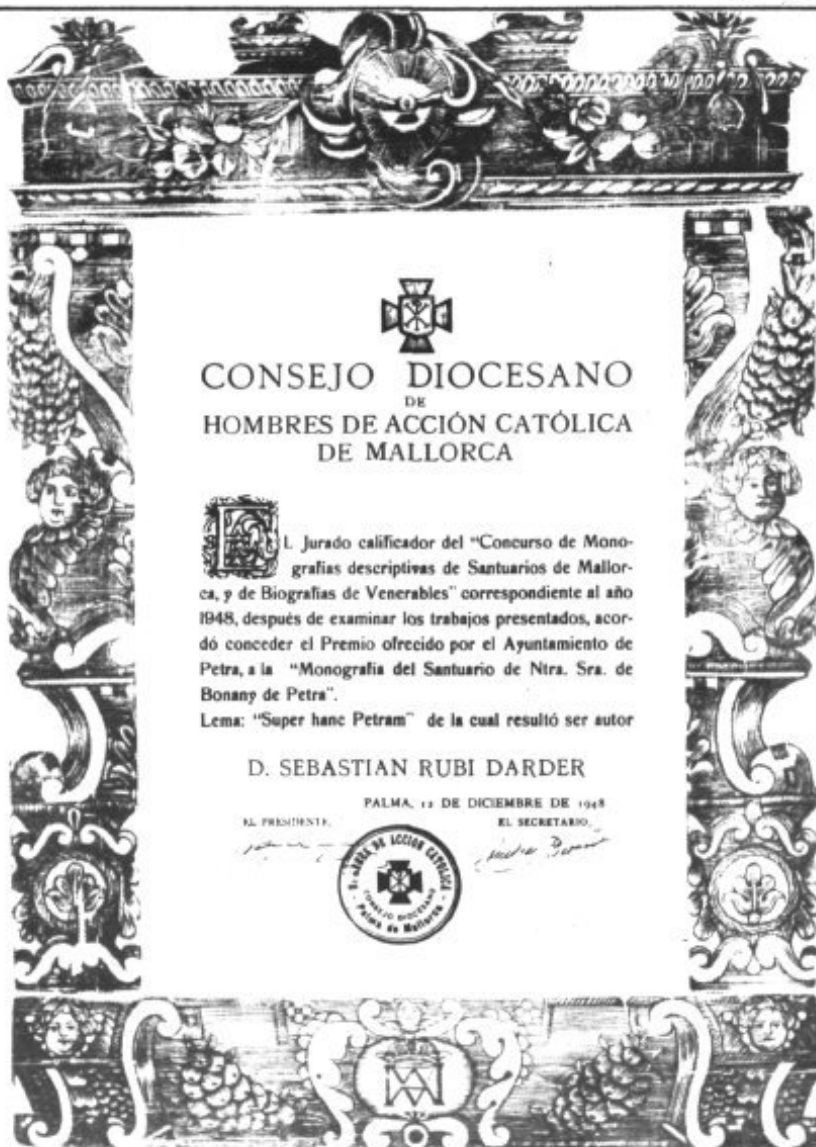 CONSEJO DIOCESANO
DE
HOMBRES DE ACCIÓN CATÓLICA
DE MALLORCA
EL Jurado calificador del "Concurso de Mono-
grafías descriptivas de Santuarios de Mallor-
ca, y de Biografías de Venerables" correspondiente al año
1948, después de examinar los trabajos presentados, acor-
dó conceder el Premio ofrecido por el Ayuntamiento de
Petra, a la "Monografía del Santuario de Ntra. Sra. de
Bonany de Petra".
Lema: "Super hanc Petram" de la cual resultó ser autor
D. SEBASTIAN RUBI DARDER
PALMA, 12 DE DICIEMBRE DE 1948
EL PRESIDENTE, EL SECRETARIO,
DE ACCION CATOLICA
CONSEJO DIOCESANO
Palma de Mallorca